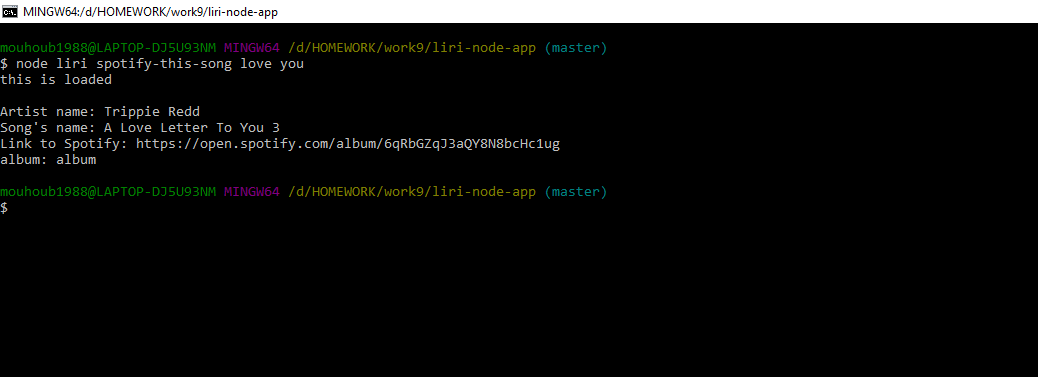 MINGW64:/d/HOMEWORK/work9/liri-node-app
mouhoub1988@LAPTOP-DJ5U93NM MINGW64 /d/HOMEWORK/work9/liri-node-app (master)
$ node liri spotify-this-song love you
this is loaded
Artist name: Trippie Redd
Song's name: A Love Letter To You 3
Link to Spotify: https://open.spotify.com/album/6qRbGZqJ3aQY8N8bcHc1ug
album: album
mouhoub1988@LAPTOP-DJ5U93NM MINGW64 /d/HOMEWORK/work9/liri-node-app (master)
$